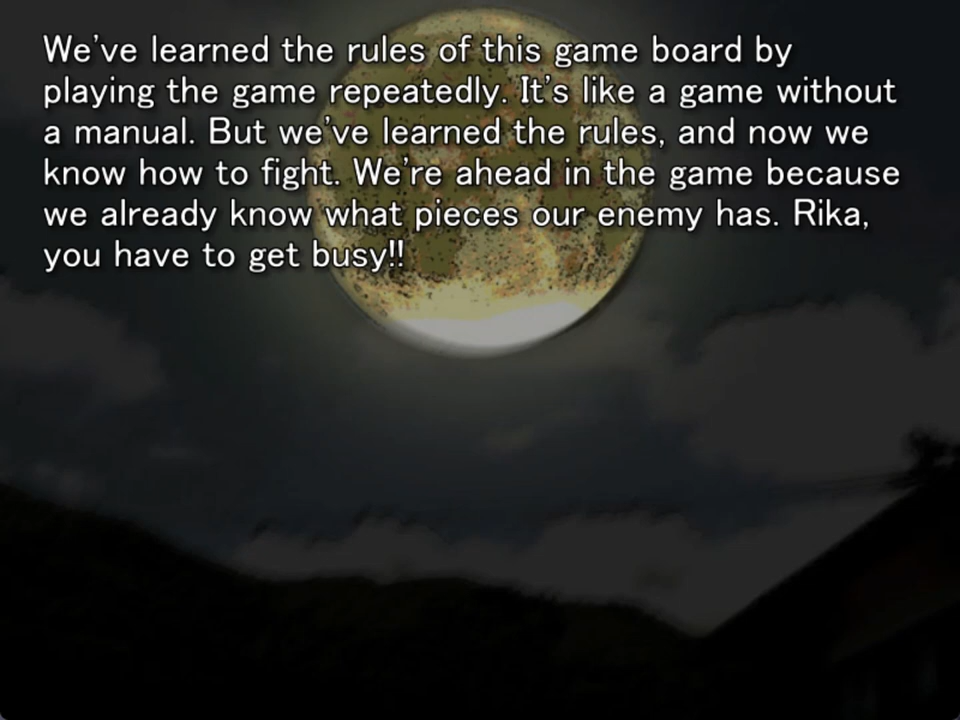 We've learned the rules of this game board by
playing the game repeatedly. It's like a game without
a manual. But we've learned the rules, and now we
know how to fight. We're ahead in the game because
we already know what pieces our enemy has. Rika,
you have to get busy!!